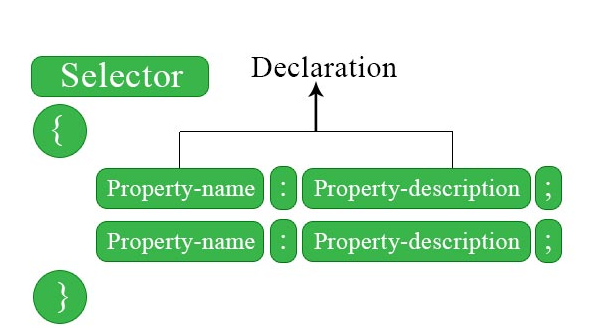 Selector
Declaration
{
Property-name : Property-description ;
Property-name : Property-description ;
}